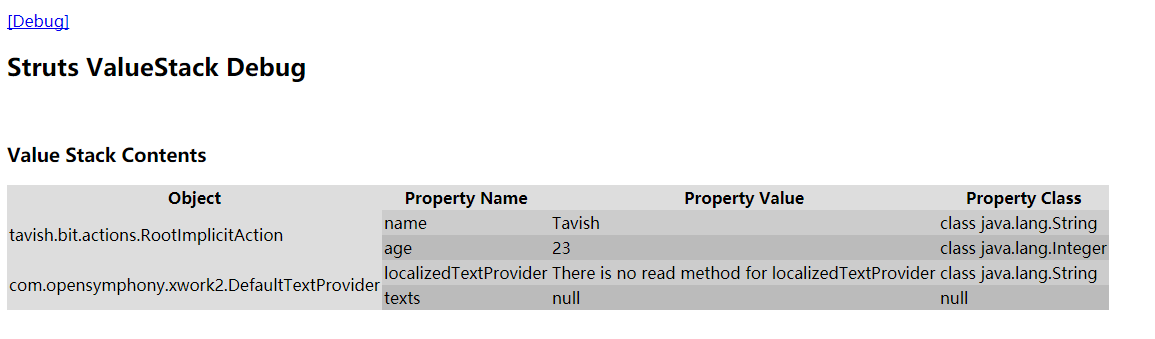 [Debug]
Struts ValueStack Debug
Value Stack Contents
Object Property Name Property Value Property Class
tavish.bit.actions.RootImplicitAction
name Tavish class java.lang.String
age 23 class java.lang.Integer
com.opensymphony.xwork2.DefaultTextProvider
localizedTextProvider There is no read method for localizedTextProvider class java.lang.String
texts null null